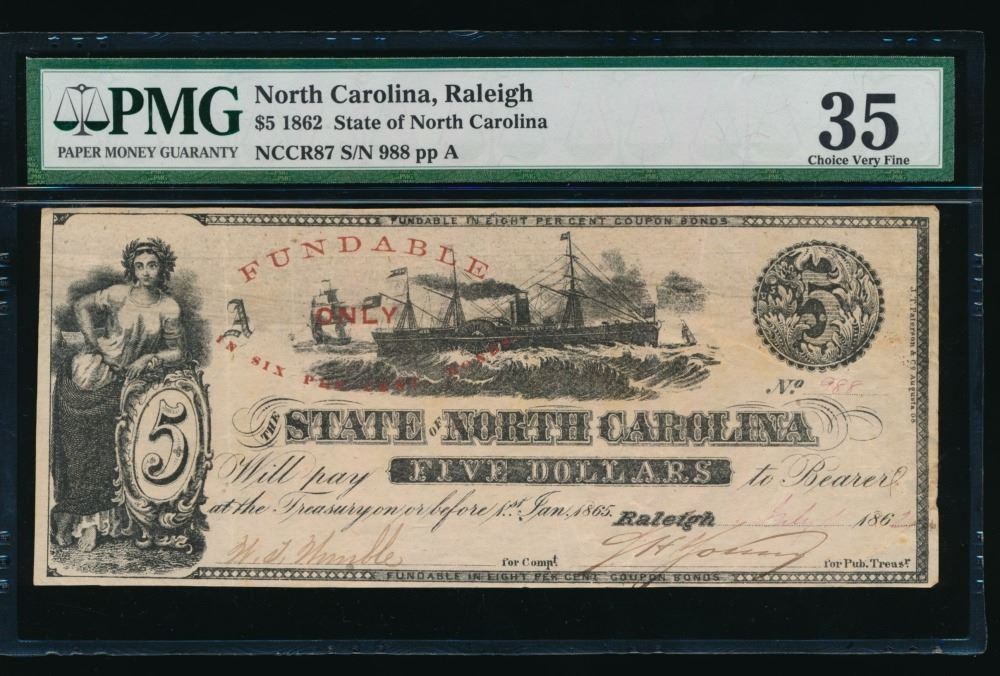 PMG
PAPER MONEY GUARANTY
North Carolina, Raleigh
$5 1862 State of North Carolina
NCCR87 S/N 988 pp A
35
Choice Very Fine
FUNDABLE IN EIGHT PER CENT COUPON BONDS
FUNDABLE
ONLY
IN SIX PER CENT BONDS
A
5
Nº 988
THE STATE OF NORTH CAROLINA
5
Will pay FIVE DOLLARS to Bearer
at the Treasury on or before 1st Jan. 1865. Raleigh 186
for Compt.
for Pub. Treasr.
FUNDABLE IN EIGHT PER CENT COUPON BONDS